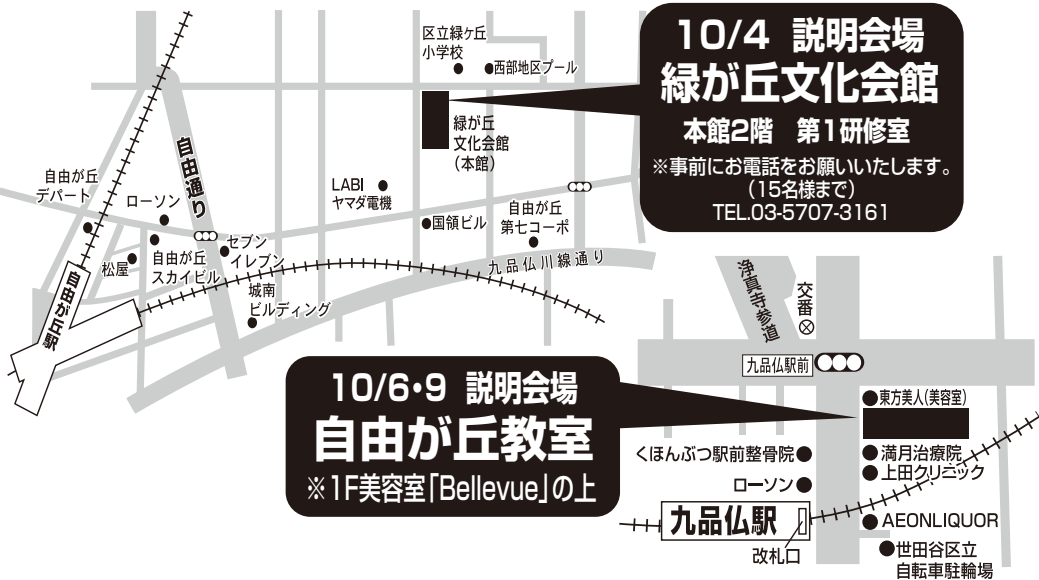 区立緑ケ丘
小学校
西部地区プール
10/4 説明会場
緑が丘文化会館
本館2階 第1研修室
※事前にお電話をお願いいたします。
(15名様まで)
TEL.03-5707-3161
緑が丘
文化会館
(本館)
自由通り
自由が丘
デパート
ローソン
LABI
ヤマダ電機
国領ビル
自由が丘
第七コーポ
松屋
自由が丘
スカイビル
セブン
イレブン
九品仏川線通り
城南
ビルディング
自由が丘駅
浄真寺参道
交番
九品仏駅前
10/6・9 説明会場
自由が丘教室
※1F美容室「Bellevue」の上
東方美人(美容室)
くほんぶつ駅前整骨院
満月治療院
上田クリニック
ローソン
九品仏駅
改札口
AEONLIQUOR
世田谷区立
自転車駐輪場